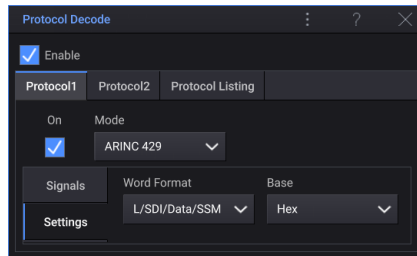 Protocol Decode
Enable
Protocol1 Protocol2 Protocol Listing
On Mode
ARINC 429
Signals Word Format Base
L/SDI/Data/SSM Hex
Settings